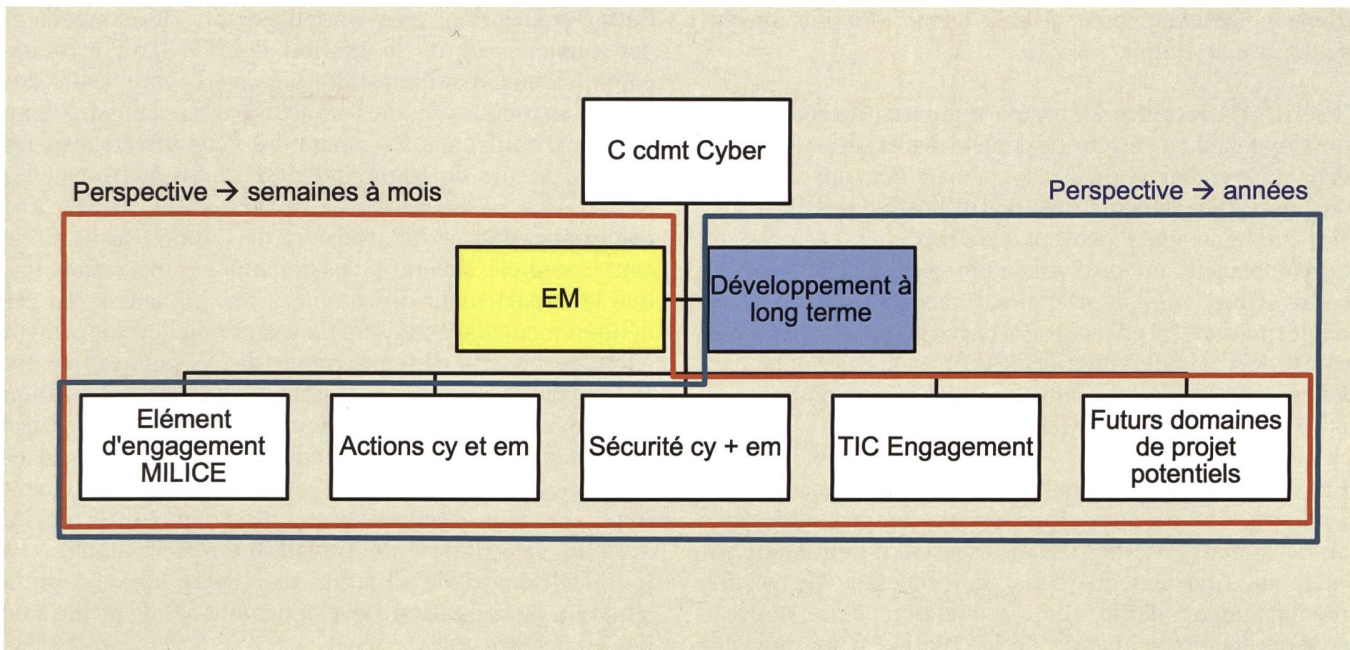 C cdmt Cyber
Perspective → semaines à mois
Perspective → années
EM
Développement à
long terme
Elément
d'engagement
MILICE
Actions cy et em
Sécurité cy + em
TIC Engagement
Futurs domaines
de projet
potentiels